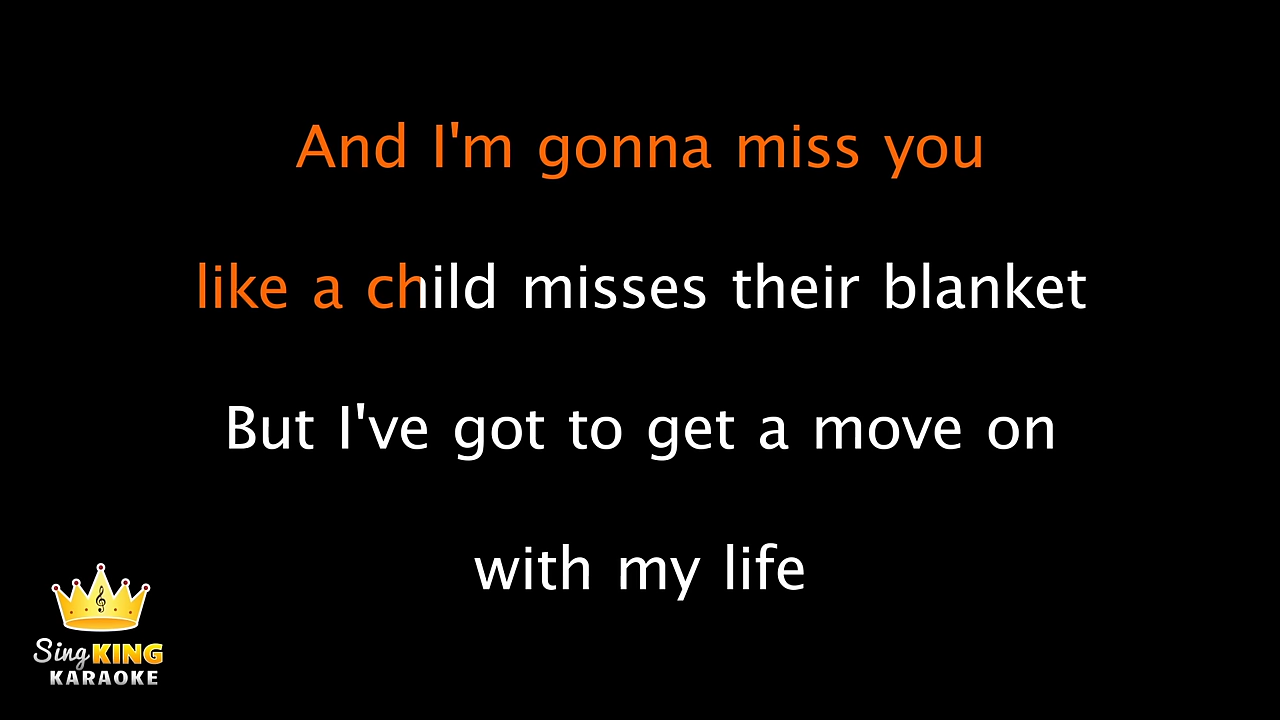 And I'm gonna miss you
like a child misses their blanket
But I've got to get a move on
with my life
Sing KING
KARAOKE